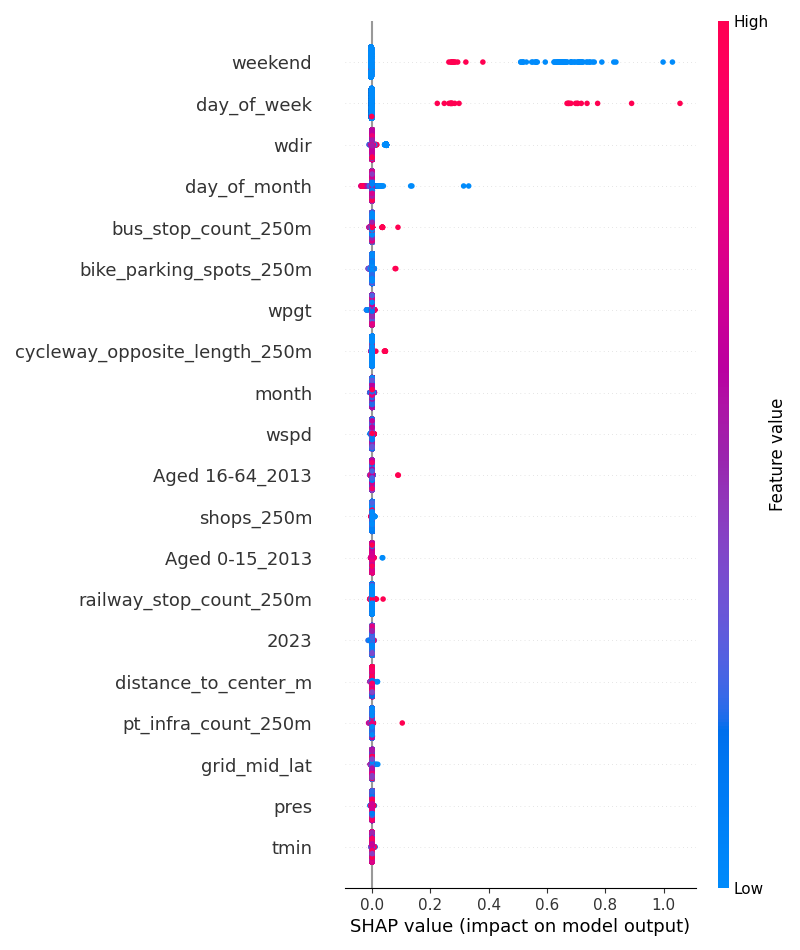 High
weekend
day_of_week
wdir
day_of_month
bus_stop_count_250m
bike_parking_spots_250m
wpgt
cycleway_opposite_length_250m
month
wspd
Aged 16-64_2013
shops_250m
Aged 0-15_2013
railway_stop_count_250m
2023
distance_to_center_m
pt_infra_count_250m
grid_mid_lat
pres
tmin
Feature value
Low
0.0 0.2 0.4 0.6 0.8 1.0
SHAP value (impact on model output)